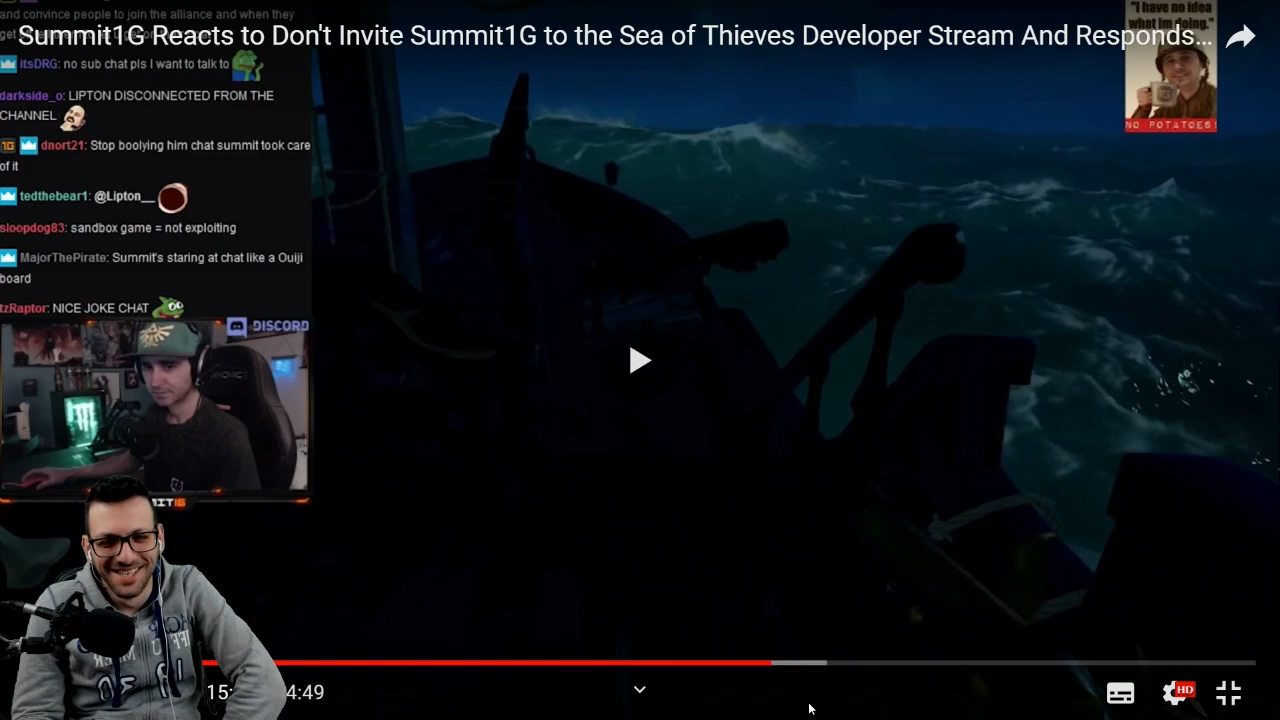 and convince people to join the alliance and when they
Summit1G Reacts to Don't Invite Summit1G to the Sea of Thieves Developer Stream And Responds...
"I have no idea
what im doing."
NO POTATOES!
itsDRG: no sub chat pls I want to talk to
darkside_o: LIPTON DISCONNECTED FROM THE
CHANNEL
1G dnort21: Stop boolying him chat summit took care
of it
tedthebear1: @Lipton__
sloopdog83: sandbox game = not exploiting
MajorThePirate: Summit's staring at chat like a Ouiji
board
tzRaptor: NICE JOKE CHAT
DISCORD
MIT1G
15: 4:49
HD